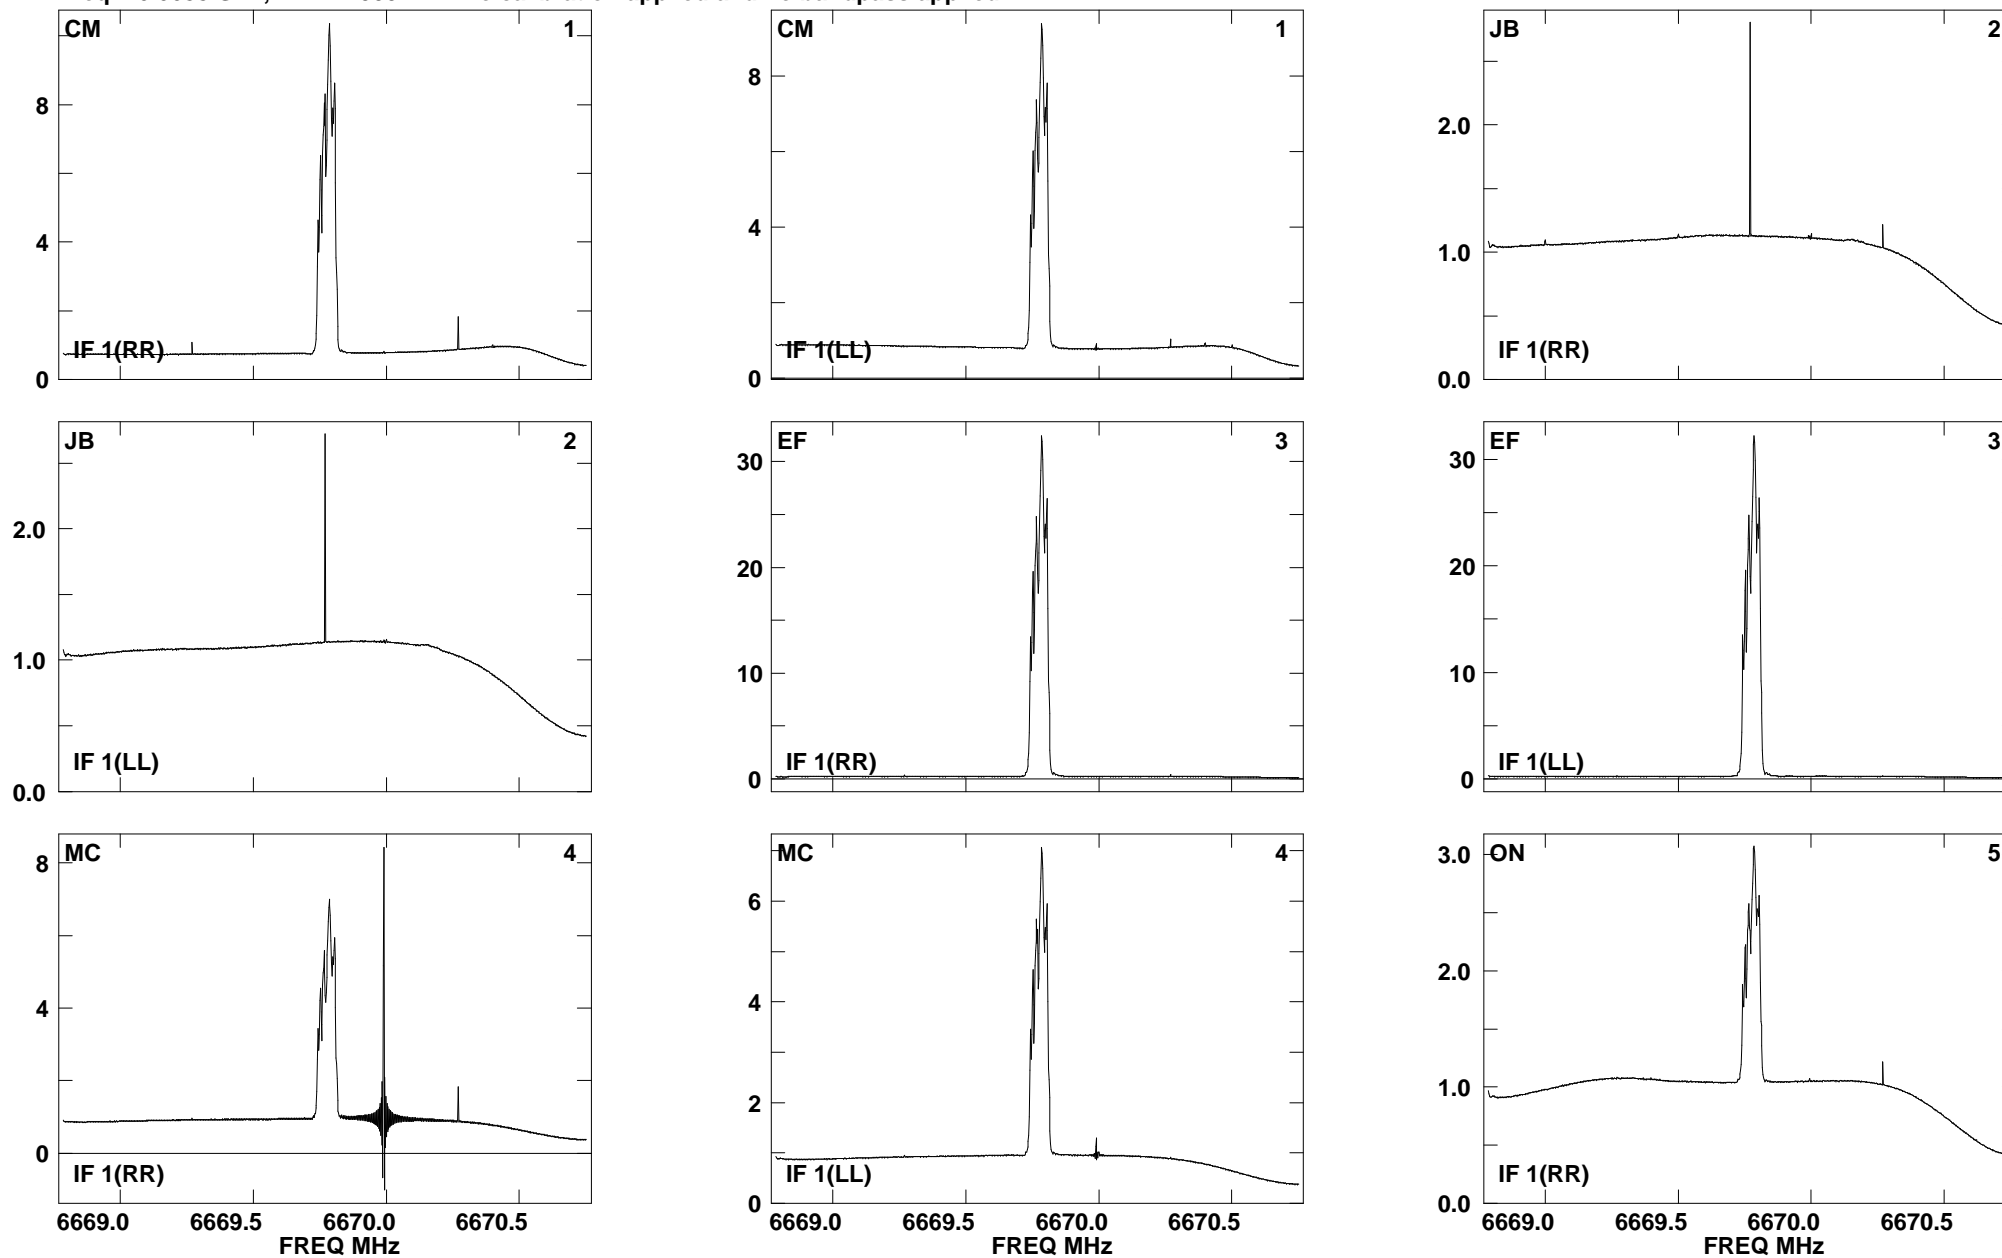 CM 1 CM 1 JB 2
8 8 2.0
4 4 1.0
IF 1(RR) IF 1(LL) IF 1(RR)
0 0 0.0
JB 2 EF 3 EF 3
2.0 30 30
20 20
1.0 10 10
IF 1(LL) IF 1(RR) IF 1(LL)
0.0 0 0
MC 4 MC 4 ON 5
8 6 3.0
4 4 2.0
2 1.0
0
IF 1(RR) IF 1(LL) IF 1(RR)
0 0.0
6669.0 6669.5 6670.0 6670.5 6669.0 6669.5 6670.0 6670.5 6669.0 6669.5 6670.0 6670.5
FREQ MHz FREQ MHz FREQ MHz